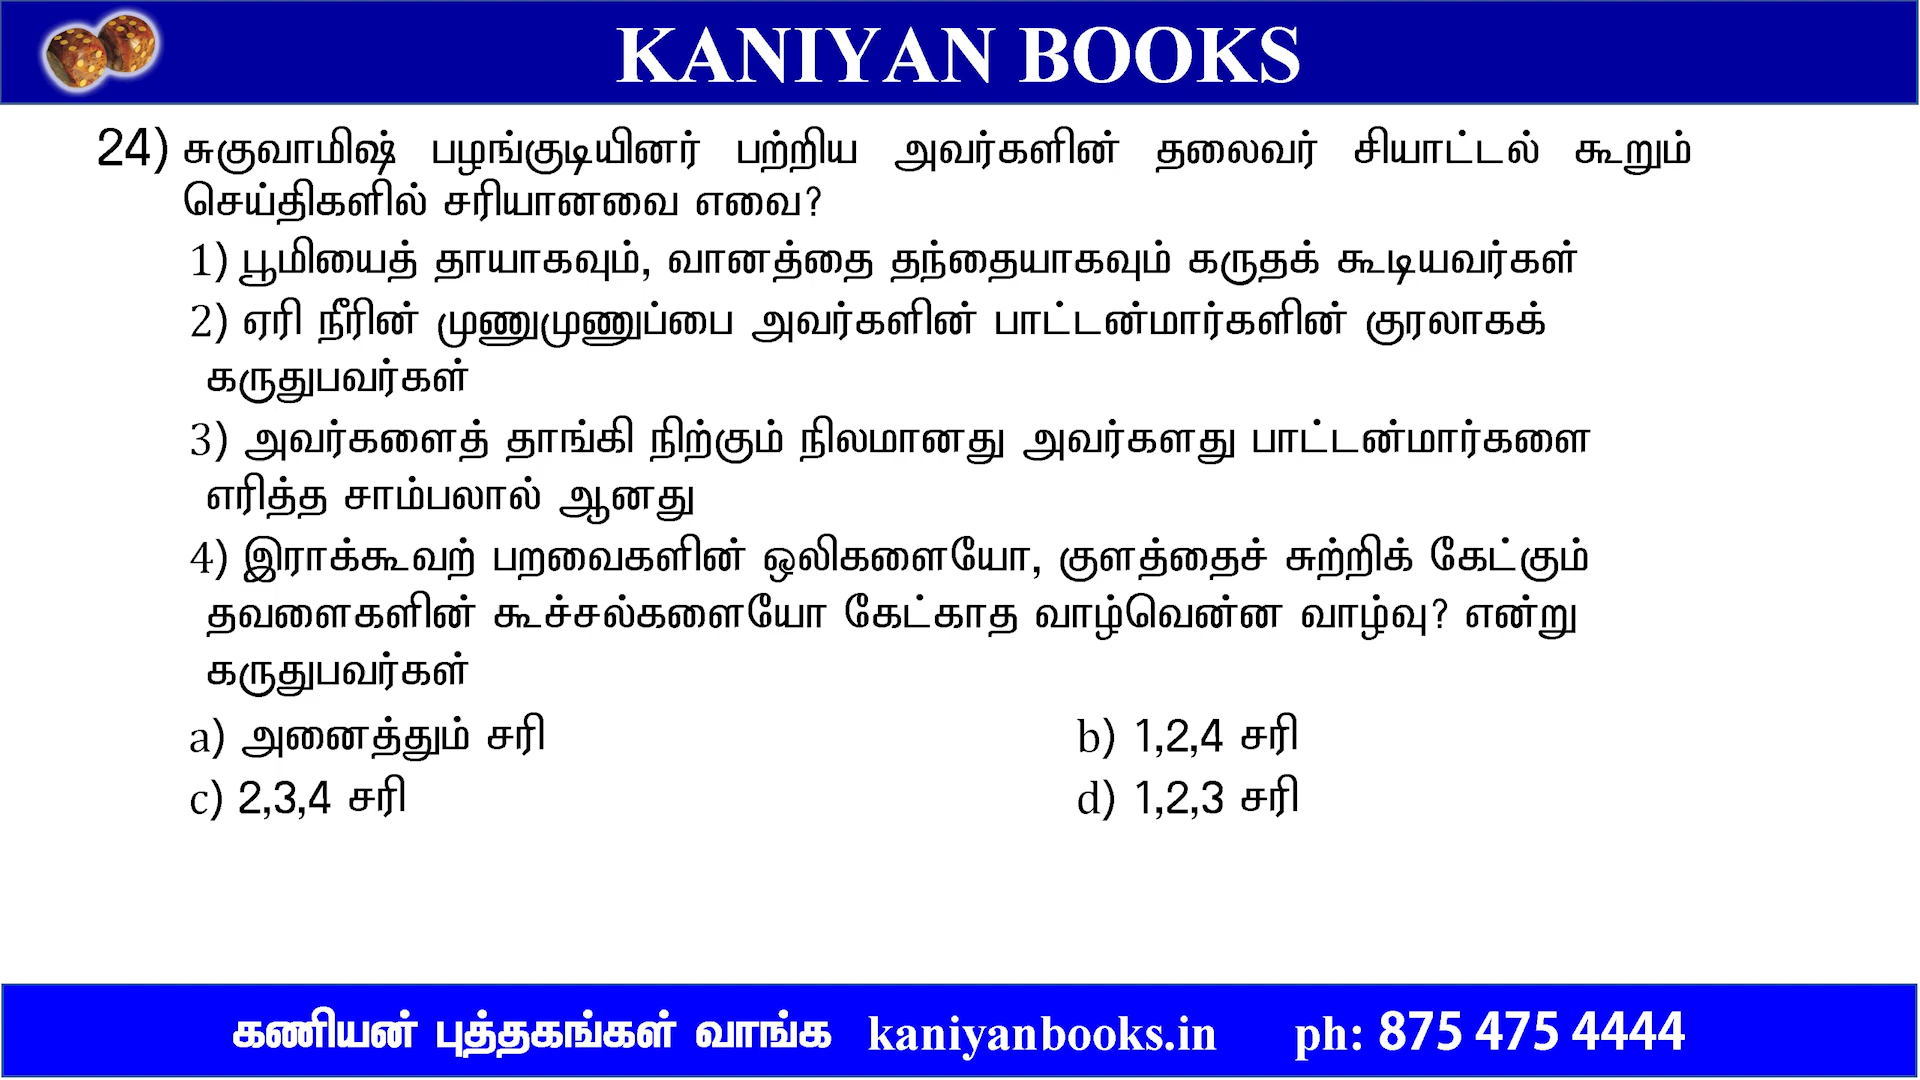 KANIYAN BOOKS
24) சுகுவாமிஷ் பழங்குடியினர் பற்றிய அவர்களின் தலைவர் சியாட்டல் கூறும்
செய்திகளில் சரியானவை எவை?
1) பூமியைத் தாயாகவும், வானத்தை தந்தையாகவும் கருதக் கூடியவர்கள்
2) ஏரி நீரின் முணுமுணுப்பை அவர்களின் பாட்டன்மார்களின் குரலாகக்
கருதுபவர்கள்
3) அவர்களைத் தாங்கி நிற்கும் நிலமானது அவர்களது பாட்டன்மார்களை
எரித்த சாம்பலால் ஆனது
4) இராக்கூவற் பறவைகளின் ஒலிகளையோ, குளத்தைச் சுற்றிக் கேட்கும்
தவளைகளின் கூச்சல்களையோ கேட்காத வாழ்வென்ன வாழ்வு? என்று
கருதுபவர்கள்
a) அனைத்தும் சரி b) 1,2,4 சரி
c) 2,3,4 சரி d) 1,2,3 சரி
கணியன் புத்தகங்கள் வாங்க kaniyanbooks.in ph: 875 475 4444